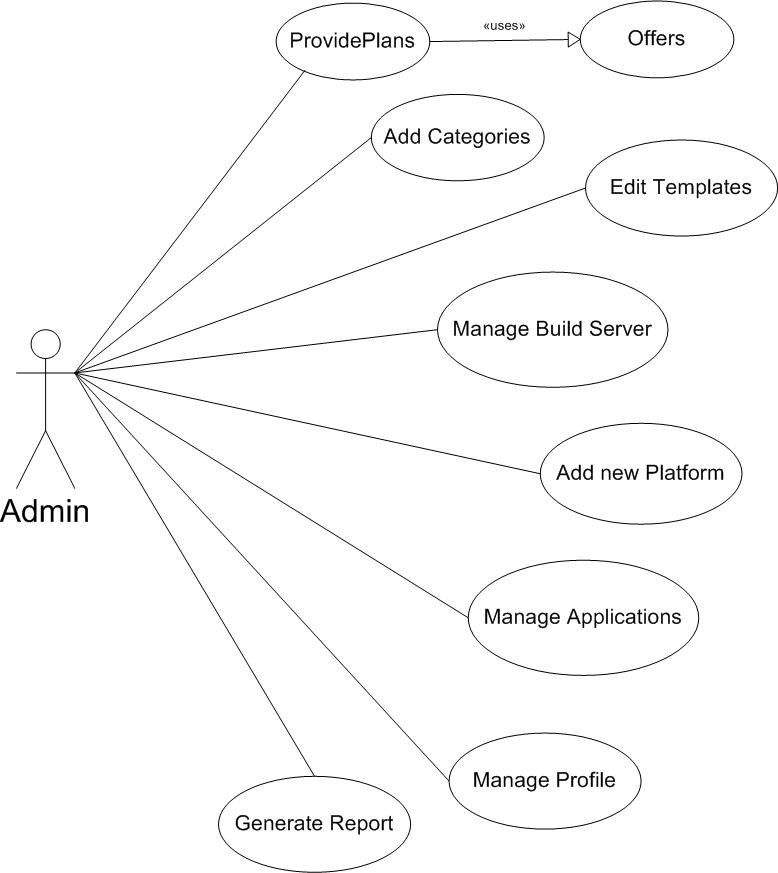 ProvidePlans
«uses»
Offers
Add Categories
Edit Templates
Manage Build Server
Add new Platform
Admin
Manage Applications
Manage Profile
Generate Report